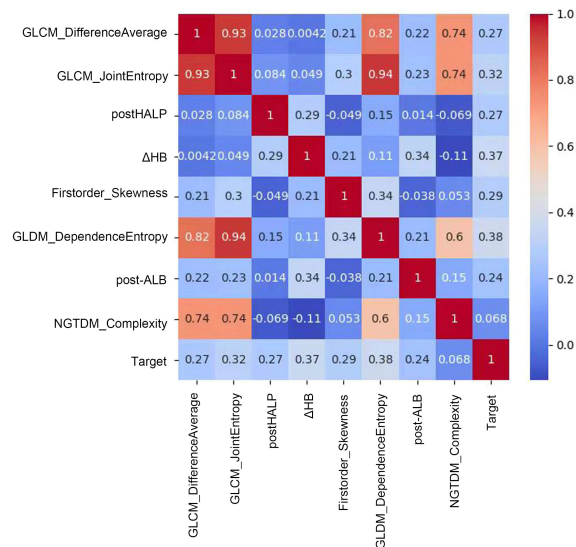 GLCM_DifferenceAverage 1 0.93 0.028 0.0042 0.21 0.82 0.22 0.74 0.27
GLCM_JointEntropy 0.93 1 0.084 0.049 0.3 0.94 0.23 0.74 0.32
postHALP 0.028 0.084 1 0.29 -0.049 0.15 0.014 -0.069 0.27
ΔHB 0.0042 0.049 0.29 1 0.21 0.11 0.34 -0.11 0.37
Firstorder_Skewness 0.21 0.3 -0.049 0.21 1 0.34 -0.038 0.053 0.29
GLDM_DependenceEntropy 0.82 0.94 0.15 0.11 0.34 1 0.21 0.6 0.38
post-ALB 0.22 0.23 0.014 0.34 -0.038 0.21 1 0.15 0.24
NGTDM_Complexity 0.74 0.74 -0.069 -0.11 0.053 0.6 0.15 1 0.068
Target 0.27 0.32 0.27 0.37 0.29 0.38 0.24 0.068 1
GLCM_DifferenceAverage
GLCM_JointEntropy
postHALP
ΔHB
Firstorder_Skewness
GLDM_DependenceEntropy
post-ALB
NGTDM_Complexity
Target
1.0
0.8
0.6
0.4
0.2
0.0